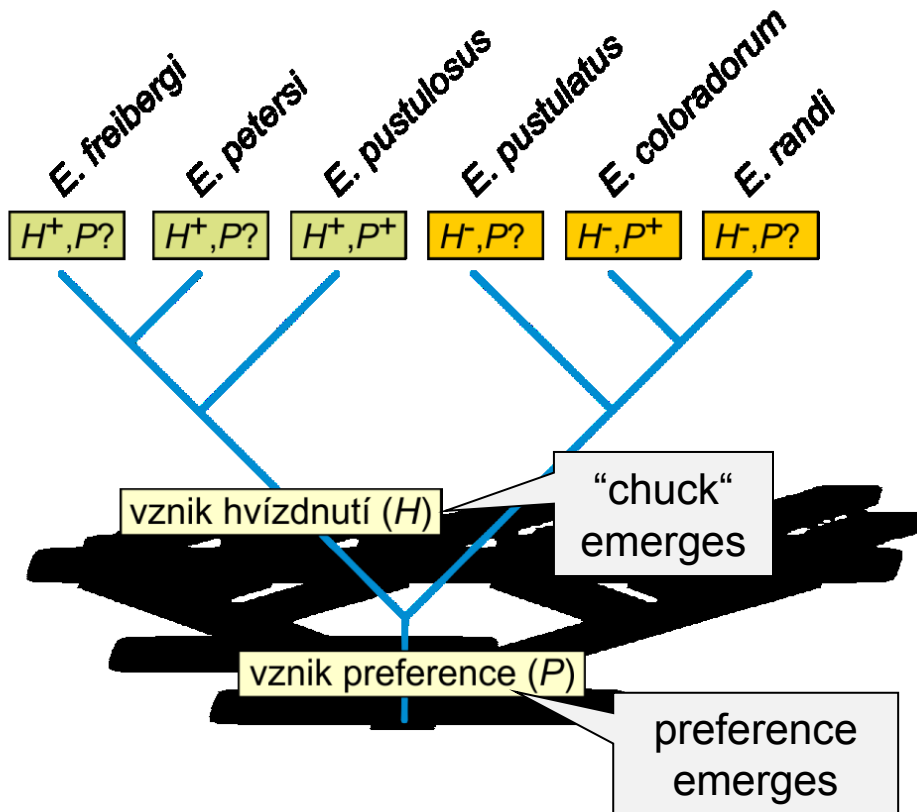 E. freibergi
E. petersi
E. pustulosus
E. pustulatus
E. coloradorum
E. randi
H+,P?
H+,P?
H+,P+
H-,P?
H-,P+
H-,P?
vznik hvízdnutí (H)
“chuck“
emerges
vznik preference (P)
preference
emerges